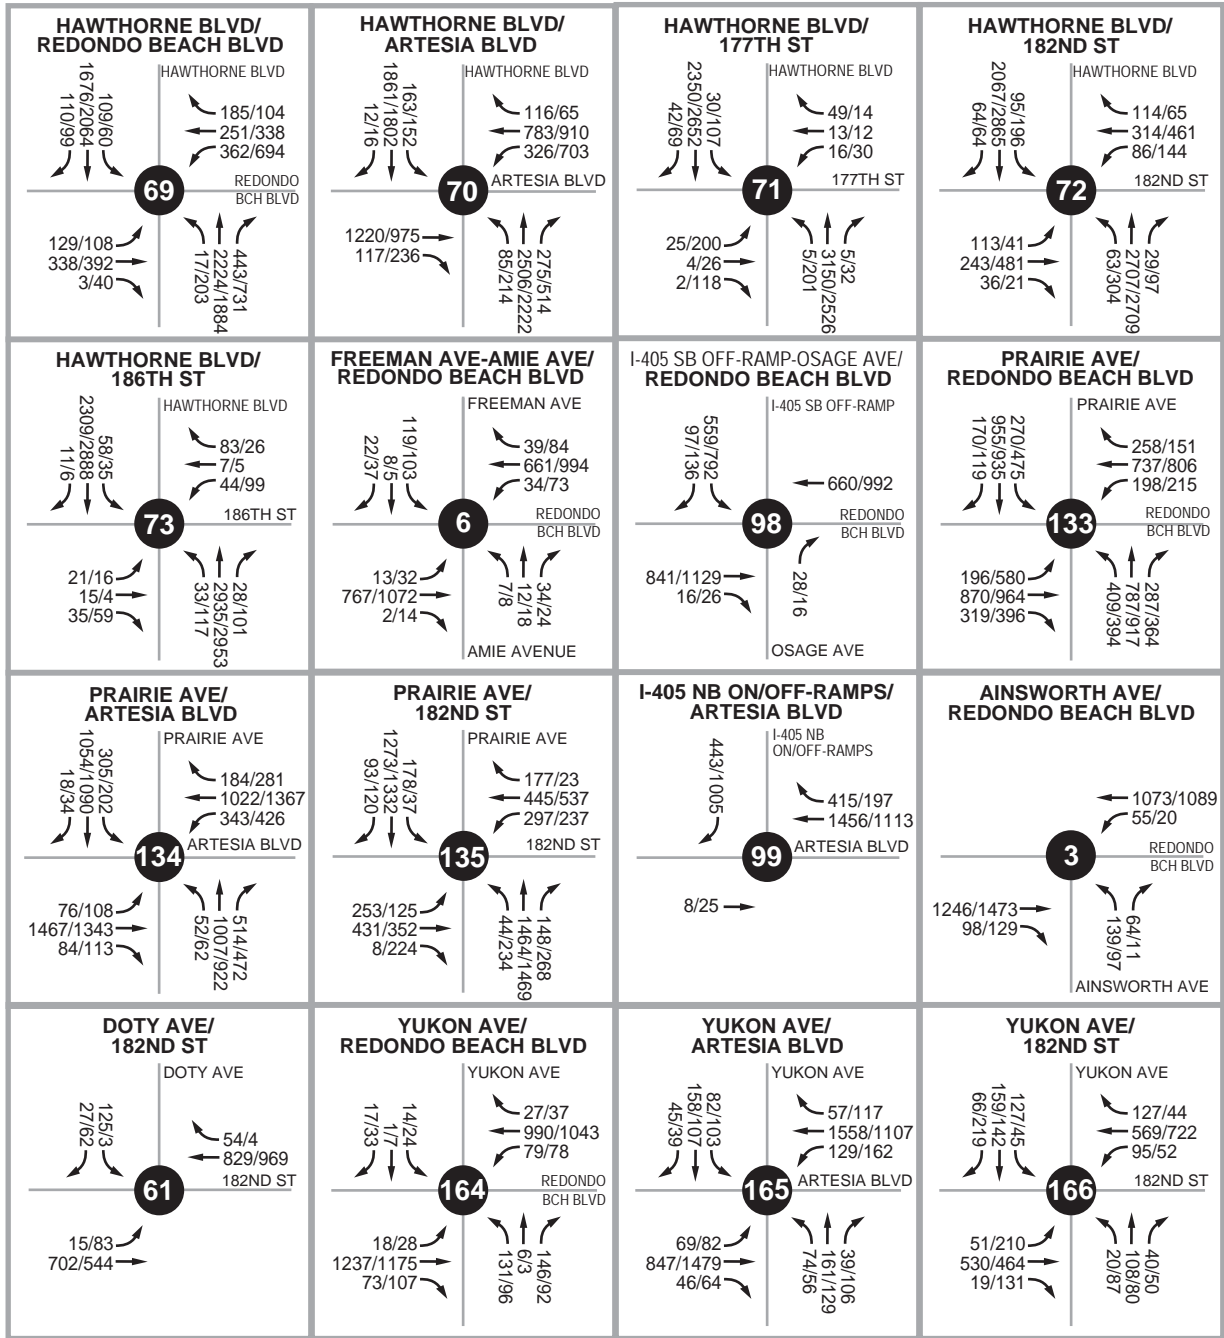 HAWTHORNE BLVD/
REDONDO BEACH BLVD
HAWTHORNE BLVD
110/99
1676/2064
109/60
185/104
251/338
362/694
69
REDONDO
BCH BLVD
129/108
338/392
3/40
17/203
2224/1884
443/731
HAWTHORNE BLVD/
ARTESIA BLVD
HAWTHORNE BLVD
12/16
1861/1802
163/152
116/65
783/910
326/703
70
ARTESIA BLVD
1220/975
117/236
85/214
2506/2222
275/514
HAWTHORNE BLVD/
177TH ST
HAWTHORNE BLVD
42/69
2350/2652
30/107
49/14
13/12
16/30
71
177TH ST
25/200
4/26
2/118
5/201
3150/2526
5/32
HAWTHORNE BLVD/
182ND ST
HAWTHORNE BLVD
64/64
2067/2865
95/196
114/65
314/461
86/144
72
182ND ST
113/41
243/481
36/21
63/304
2707/2709
29/97
HAWTHORNE BLVD/
186TH ST
HAWTHORNE BLVD
11/6
2309/2888
58/35
83/26
7/5
44/99
73
186TH ST
21/16
15/4
35/59
33/117
2935/2953
28/101
FREEMAN AVE-AMIE AVE/
REDONDO BEACH BLVD
FREEMAN AVE
22/37
8/5
119/103
39/84
661/994
34/73
6
REDONDO
BCH BLVD
13/32
767/1072
2/14
7/8
12/18
34/24
AMIE AVENUE
I-405 SB OFF-RAMP-OSAGE AVE/
REDONDO BEACH BLVD
I-405 SB OFF-RAMP
97/136
559/792
660/992
98
REDONDO
BCH BLVD
841/1129
16/26
28/16
OSAGE AVE
PRAIRIE AVE/
REDONDO BEACH BLVD
PRAIRIE AVE
170/119
955/935
270/475
258/151
737/806
198/215
133
REDONDO
BCH BLVD
196/580
870/964
319/396
409/394
787/917
287/364
PRAIRIE AVE/
ARTESIA BLVD
PRAIRIE AVE
18/34
1054/1090
305/202
184/281
1022/1367
343/426
134
ARTESIA BLVD
76/108
1467/1343
84/113
52/62
1007/922
514/472
PRAIRIE AVE/
182ND ST
PRAIRIE AVE
93/120
1273/1332
178/37
177/23
445/537
297/237
135
182ND ST
253/125
431/352
8/224
44/234
1464/1469
148/268
I-405 NB ON/OFF-RAMPS/
ARTESIA BLVD
I-405 NB
ON/OFF-RAMPS
443/1005
415/197
1456/1113
99
ARTESIA BLVD
8/25
AINSWORTH AVE/
REDONDO BEACH BLVD
1073/1089
55/20
3
REDONDO
BCH BLVD
1246/1473
98/129
139/97
64/11
AINSWORTH AVE
DOTY AVE/
182ND ST
DOTY AVE
27/62
125/3
54/4
829/969
61
182ND ST
15/83
702/544
YUKON AVE/
REDONDO BEACH BLVD
YUKON AVE
17/33
1/7
14/24
27/37
990/1043
79/78
164
REDONDO
BCH BLVD
18/28
1237/1175
73/107
131/96
6/3
146/92
YUKON AVE/
ARTESIA BLVD
YUKON AVE
45/39
158/107
82/103
57/117
1558/1107
129/162
165
ARTESIA BLVD
69/82
847/1479
46/64
74/56
161/129
39/106
YUKON AVE/
182ND ST
YUKON AVE
66/219
159/142
127/45
127/44
569/722
95/52
166
182ND ST
51/210
530/464
19/131
20/87
108/80
40/50